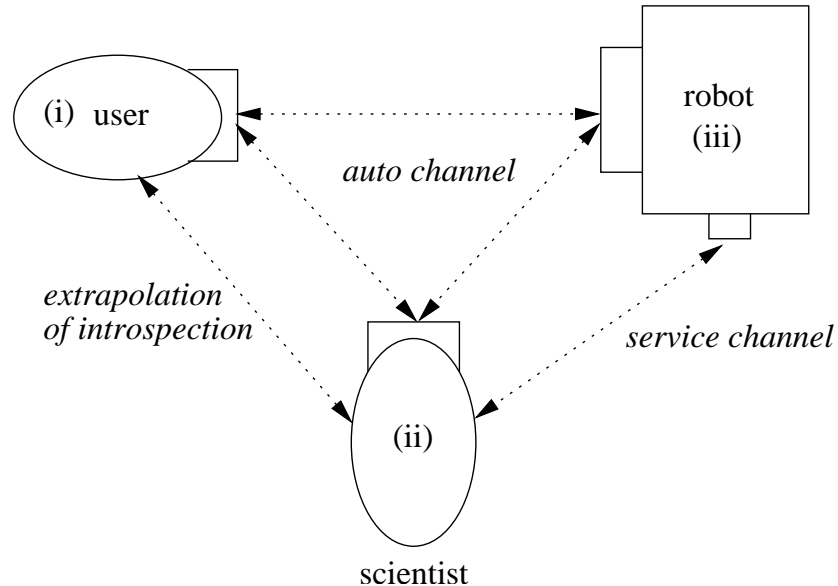 (i) user
robot
(iii)
auto channel
extrapolation
of introspection
service channel
(ii)
scientist